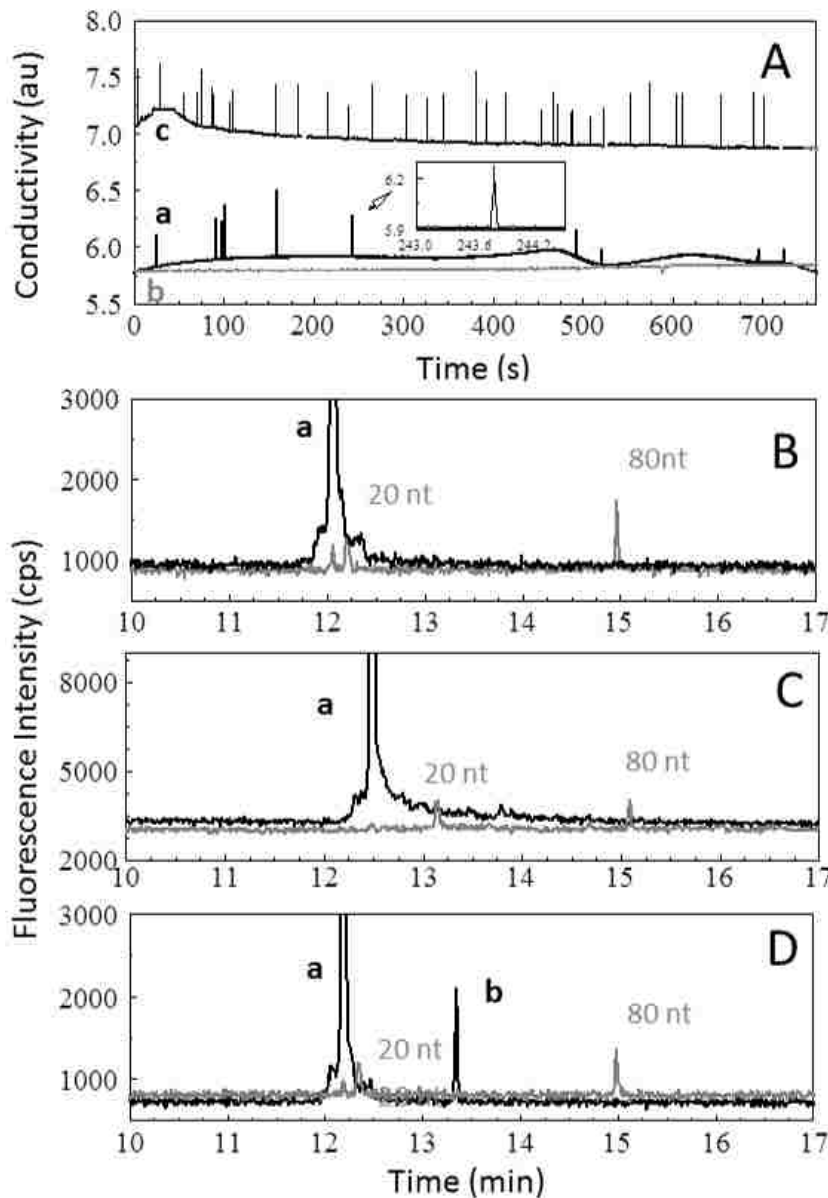 8.0
A
7.5
Conductivity (au)
7.0
c
6.5
a
6.2
5.9
243.0 243.6 244.2
6.0
b
5.5
0 100 200 300 400 500 600 700
Time (s)
3000
a
B
80nt
20 nt
2000
1000
10 11 12 13 14 15 16 17
Fluorescence Intensity (cps)
8000
a
C
20 nt
80 nt
5000
2000
10 11 12 13 14 15 16 17
3000
a
D
b
80 nt
2000
20 nt
1000
10 11 12 13 14 15 16 17
Time (min)